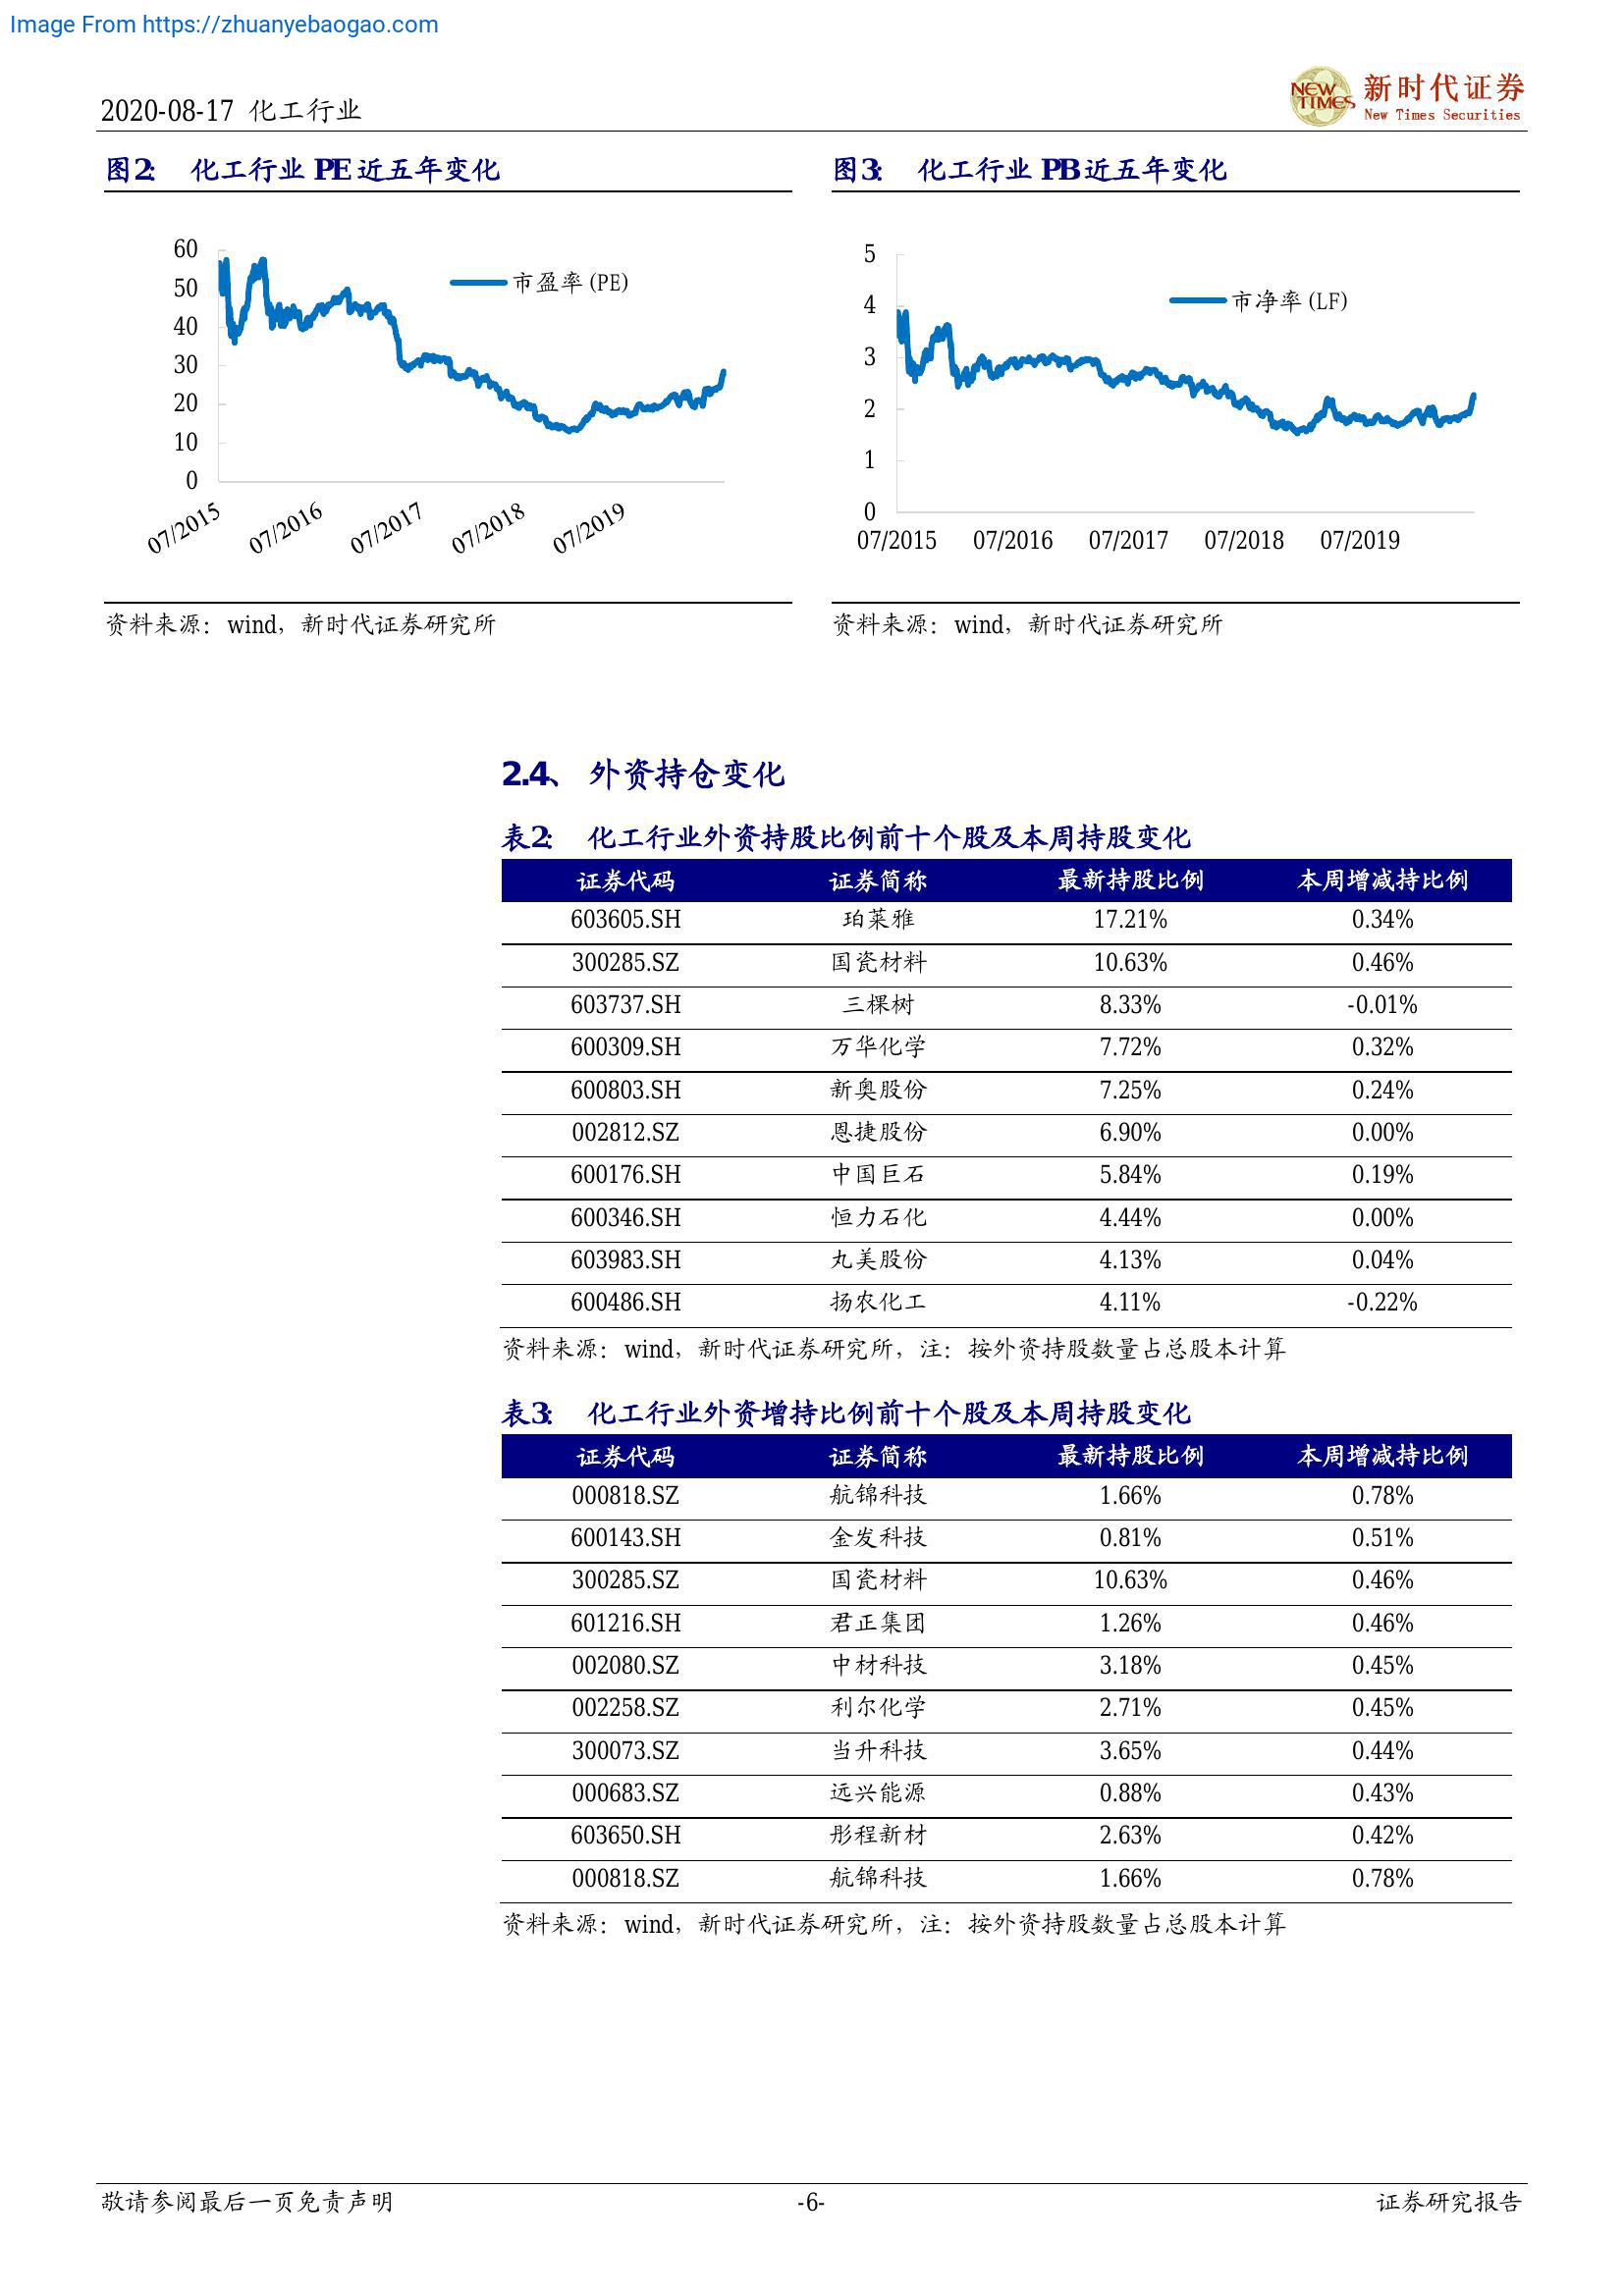 Image From https://zhuanyebaogao.com
2020-08-17 化工行业
NEW TIMES
新时代证券
New Times Securities
图2: 化工行业 PE 近五年变化
60
50
40
30
20
10
0
市盈率 (PE)
07/2015 07/2016 07/2017 07/2018 07/2019
资料来源：wind，新时代证券研究所
图3: 化工行业 PB 近五年变化
5
4
3
2
1
0
市净率 (LF)
07/2015 07/2016 07/2017 07/2018 07/2019
资料来源：wind，新时代证券研究所
2.4、 外资持仓变化
表2: 化工行业外资持股比例前十个股及本周持股变化
证券代码 证券简称 最新持股比例 本周增减持比例
603605.SH 珀莱雅 17.21% 0.34%
300285.SZ 国瓷材料 10.63% 0.46%
603737.SH 三棵树 8.33% -0.01%
600309.SH 万华化学 7.72% 0.32%
600803.SH 新奥股份 7.25% 0.24%
002812.SZ 恩捷股份 6.90% 0.00%
600176.SH 中国巨石 5.84% 0.19%
600346.SH 恒力石化 4.44% 0.00%
603983.SH 丸美股份 4.13% 0.04%
600486.SH 扬农化工 4.11% -0.22%
资料来源：wind，新时代证券研究所，注：按外资持股数量占总股本计算
表3: 化工行业外资增持比例前十个股及本周持股变化
证券代码 证券简称 最新持股比例 本周增减持比例
000818.SZ 航锦科技 1.66% 0.78%
600143.SH 金发科技 0.81% 0.51%
300285.SZ 国瓷材料 10.63% 0.46%
601216.SH 君正集团 1.26% 0.46%
002080.SZ 中材科技 3.18% 0.45%
002258.SZ 利尔化学 2.71% 0.45%
300073.SZ 当升科技 3.65% 0.44%
000683.SZ 远兴能源 0.88% 0.43%
603650.SH 彤程新材 2.63% 0.42%
000818.SZ 航锦科技 1.66% 0.78%
资料来源：wind，新时代证券研究所，注：按外资持股数量占总股本计算
敬请参阅最后一页免责声明 -6- 证券研究报告